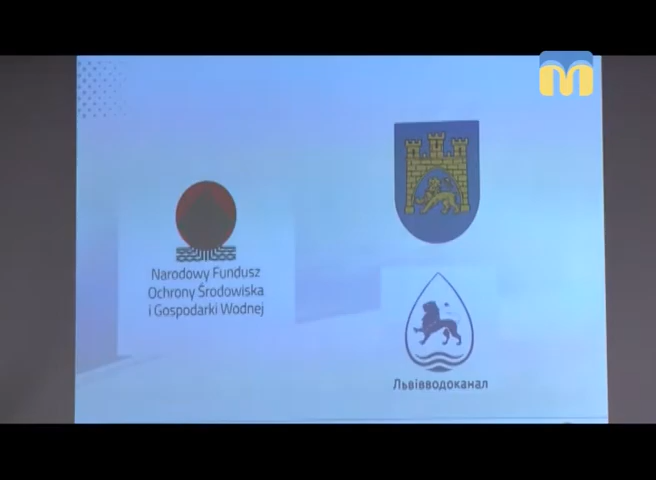 Narodowy Fundusz
Ochrony Środowiska
i Gospodarki Wodnej
Львівводоканал